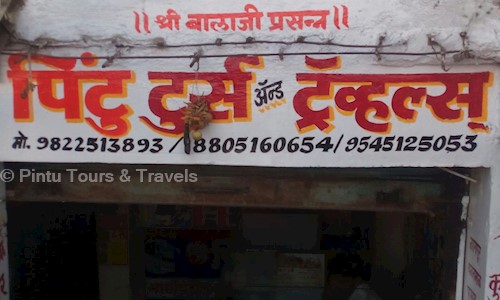 ॥ श्री बालाजी प्रसन्न ॥
पिंटु टुर्स अ‍ॅन्ड ट्रॅव्हल्स्
मो. 9822513893 / 8805160654 / 9545125053
© Pintu Tours & Travels